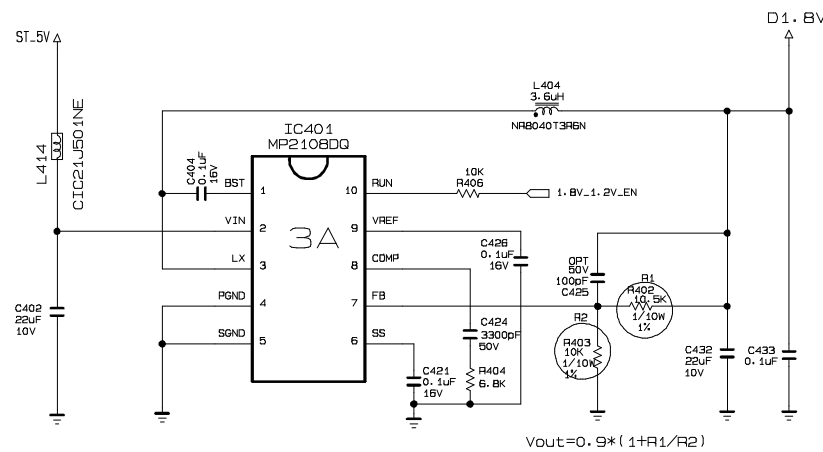 D1.8V
ST_5V
L404
3.6uH
NR8040T3R6N
L414
CIC21J501NE
IC401
MP2108DQ
C404
0.1uF
16V
BST
1
10
RUN
10K
R406
1.8V_1.2V_EN
VIN
2
9
VREF
3A
LX
3
8
COMP
C426
0.1uF
16V
OPT
50V
100pF
C425
R1
R402
10.5K
1/10W
1%
PGND
4
7
FB
C402
22uF
10V
SGND
5
6
SS
C424
3300pF
50V
R2
R403
10K
1/10W
1%
C432
22uF
10V
C433
0.1uF
C421
0.1uF
16V
R404
6.8K
Vout=0.9*(1+R1/R2)